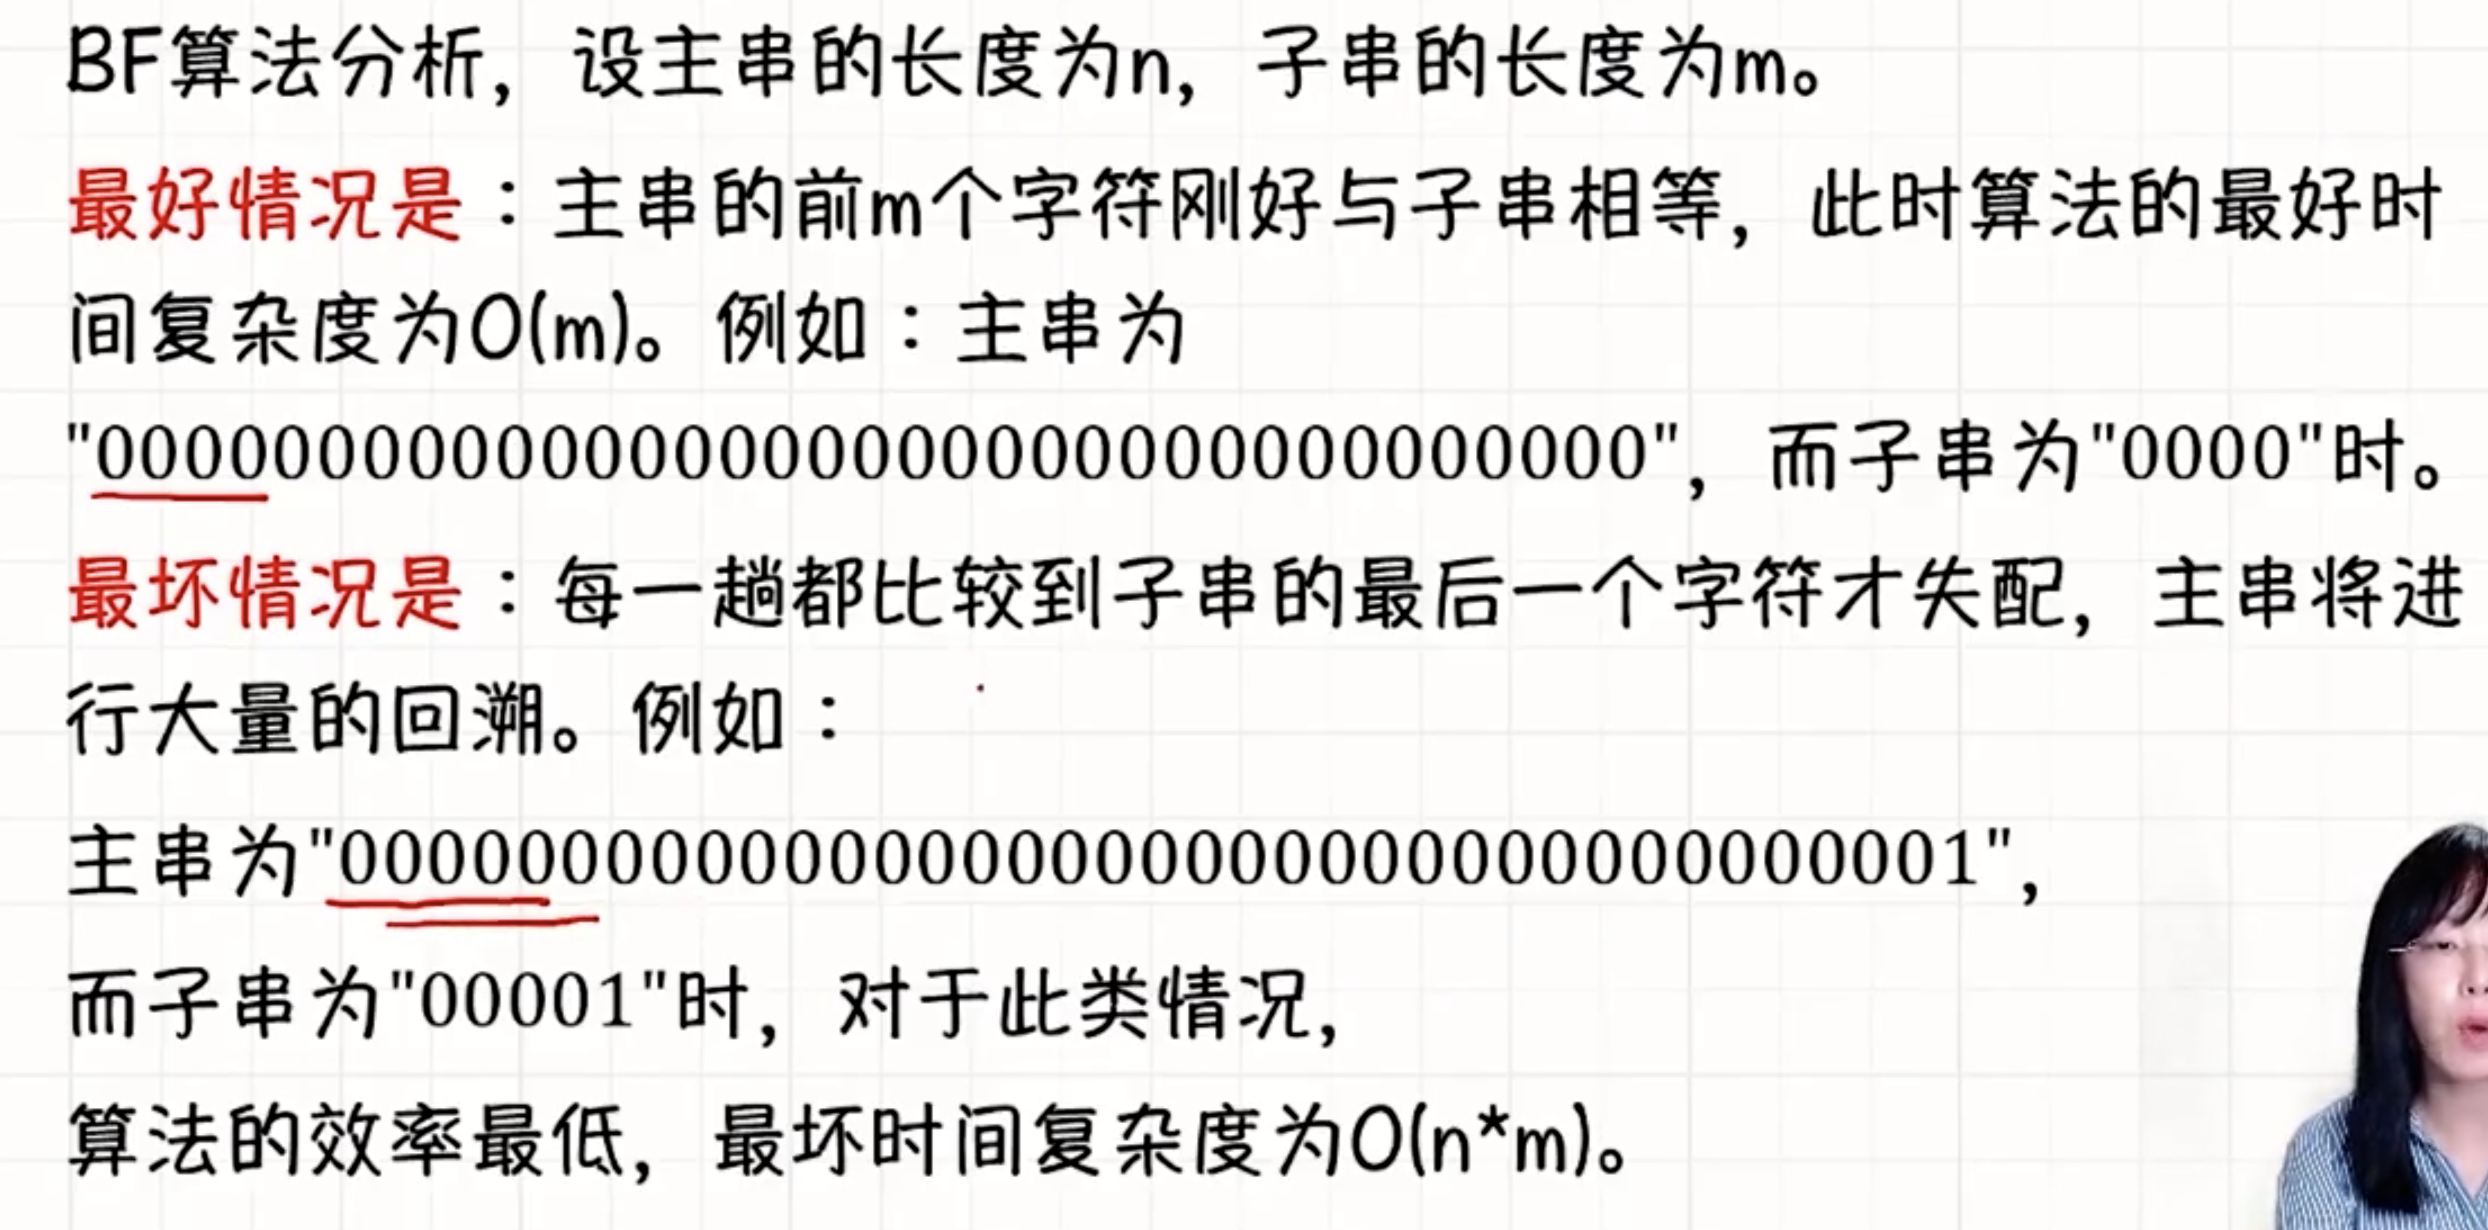 BF算法分析，设主串的长度为n，子串的长度为m。
最好情况是：主串的前m个字符刚好与子串相等，此时算法的最好时
间复杂度为O(m)。例如：主串为
"00000000000000000000000000000000000"，而子串为"0000"时。
最坏情况是：每一趟都比较到子串的最后一个字符才失配，主串将进
行大量的回溯。例如：
主串为"0000000000000000000000000000000000001"，
而子串为"00001"时，对于此类情况，
算法的效率最低，最坏时间复杂度为O(n*m)。